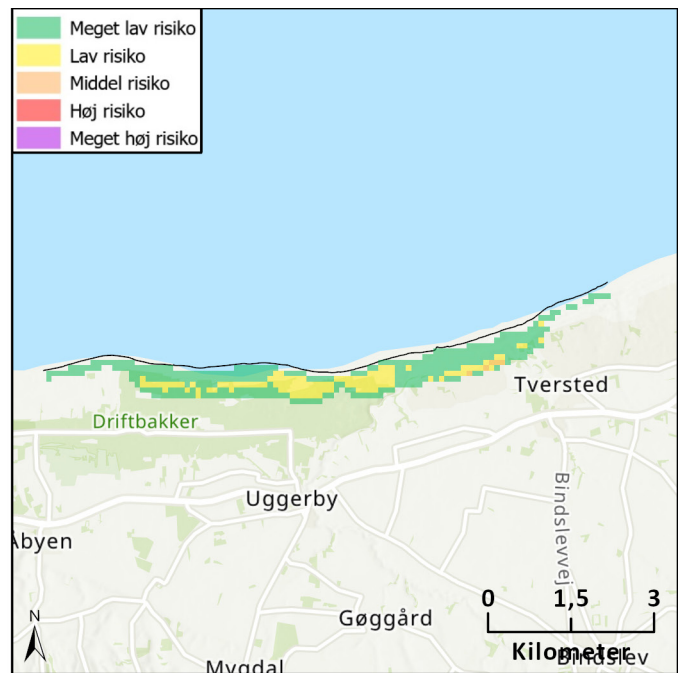 Meget lav risiko
Lav risiko
Middel risiko
Høj risiko
Meget høj risiko
Tversted
Driftbakker
Uggerby
Bindslevvej
Åbyen
0 1,5 3
N
Gøggård
Kilometer
Bindslev
Mygdal